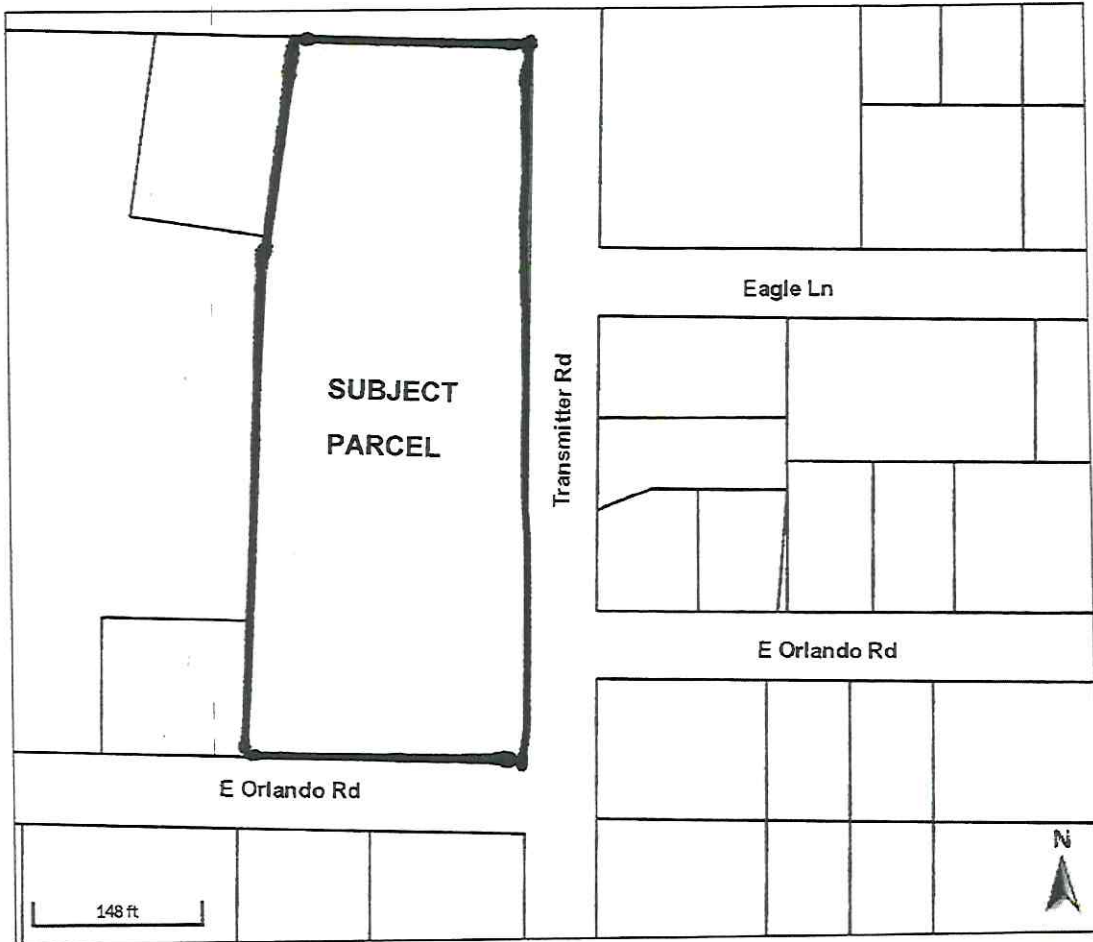 Eagle Ln
SUBJECT
PARCEL
Transmitter Rd
E Orlando Rd
E Orlando Rd
N
148 ft